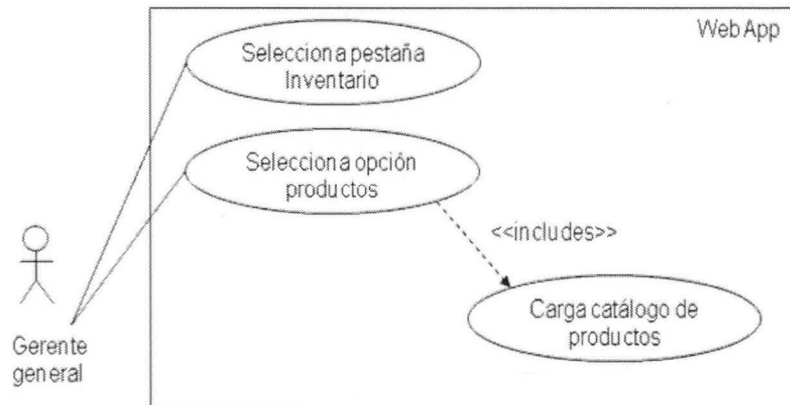 Web App
Selecciona pestaña
Inventario
Selecciona opción
productos
<<includes>>
Carga catálogo de
productos
Gerente
general